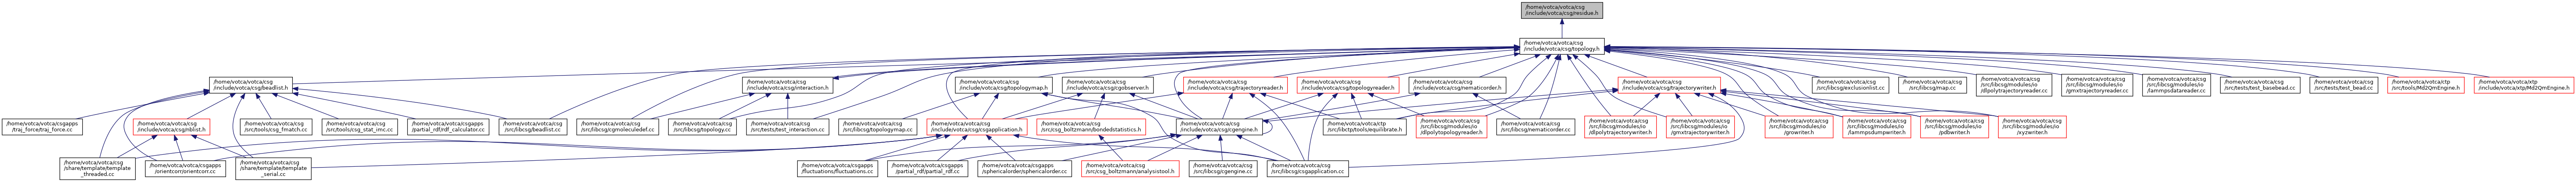 /home/votca/votca/csg
/include/votca/csg/residue.h
/home/votca/votca/csg
/include/votca/csg/topology.h
/home/votca/votca/csg
/include/votca/csg/beadlist.h
/home/votca/votca/csg
/include/votca/csg/interaction.h
/home/votca/votca/csg
/include/votca/csg/topologymap.h
/home/votca/votca/csg
/include/votca/csg/cgobserver.h
/home/votca/votca/csg
/include/votca/csg/trajectoryreader.h
/home/votca/votca/csg
/include/votca/csg/topologyreader.h
/home/votca/votca/csg
/include/votca/csg/nematicorder.h
/home/votca/votca/csg
/include/votca/csg/trajectorywriter.h
/home/votca/votca/csg
/src/libcsg/exclusionlist.cc
/home/votca/votca/csg
/src/libcsg/map.cc
/home/votca/votca/csg
/src/libcsg/modules/io
/dlpolytrajectoryreader.cc
/home/votca/votca/csg
/src/libcsg/modules/io
/gmxtrajectoryreader.cc
/home/votca/votca/csg
/src/libcsg/modules/io
/lammpsdatareader.cc
/home/votca/votca/csg
/src/tests/test_basebead.cc
/home/votca/votca/csg
/src/tests/test_bead.cc
/home/votca/votca/ctp
/src/tools/Md2QmEngine.h
/home/votca/votca/xtp
/include/votca/xtp/Md2QmEngine.h
/home/votca/votca/csgapps
/traj_force/traj_force.cc
/home/votca/votca/csg
/include/votca/csg/nblist.h
/home/votca/votca/csg
/src/tools/csg_fmatch.cc
/home/votca/votca/csg
/src/tools/csg_stat_imc.cc
/home/votca/votca/csgapps
/partial_rdf/rdf_calculator.cc
/home/votca/votca/csg
/src/libcsg/beadlist.cc
/home/votca/votca/csg
/src/libcsg/cgmoleculedef.cc
/home/votca/votca/csg
/src/libcsg/topology.cc
/home/votca/votca/csg
/src/tests/test_interaction.cc
/home/votca/votca/csg
/src/libcsg/topologymap.cc
/home/votca/votca/csg
/include/votca/csg/csgapplication.h
/home/votca/votca/csg
/src/csg_boltzmann/bondedstatistics.h
/home/votca/votca/csg
/include/votca/csg/cgengine.h
/home/votca/votca/ctp
/src/libctp/tools/equilibrate.h
/home/votca/votca/csg
/src/libcsg/modules/io
/dlpolytopologyreader.h
/home/votca/votca/csg
/src/libcsg/nematicorder.cc
/home/votca/votca/csg
/src/libcsg/modules/io
/dlpolytrajectorywriter.h
/home/votca/votca/csg
/src/libcsg/modules/io
/gmxtrajectorywriter.h
/home/votca/votca/csg
/src/libcsg/modules/io
/growriter.h
/home/votca/votca/csg
/src/libcsg/modules/io
/lammpsdumpwriter.h
/home/votca/votca/csg
/src/libcsg/modules/io
/pdbwriter.h
/home/votca/votca/csg
/src/libcsg/modules/io
/xyzwriter.h
/home/votca/votca/csg
/share/template/template
_threaded.cc
/home/votca/votca/csgapps
/orientcorr/orientcorr.cc
/home/votca/votca/csg
/share/template/template
_serial.cc
/home/votca/votca/csgapps
/fluctuations/fluctuations.cc
/home/votca/votca/csgapps
/partial_rdf/partial_rdf.cc
/home/votca/votca/csgapps
/sphericalorder/sphericalorder.cc
/home/votca/votca/csg
/src/csg_boltzmann/analysistool.h
/home/votca/votca/csg
/src/libcsg/cgengine.cc
/home/votca/votca/csg
/src/libcsg/csgapplication.cc